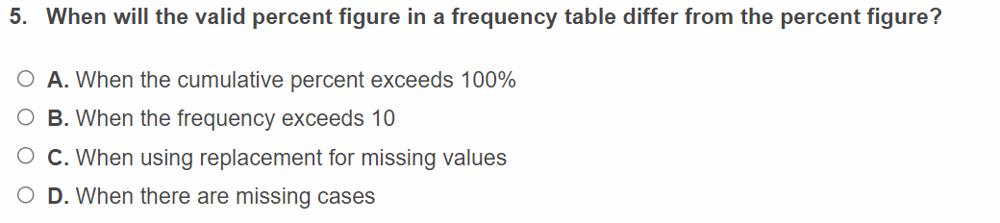 5. When will the valid percent figure in a frequency table differ from the percent figure?
A. When the cumulative percent exceeds 100%
B. When the frequency exceeds 10
C. When using replacement for missing values
D. When there are missing cases